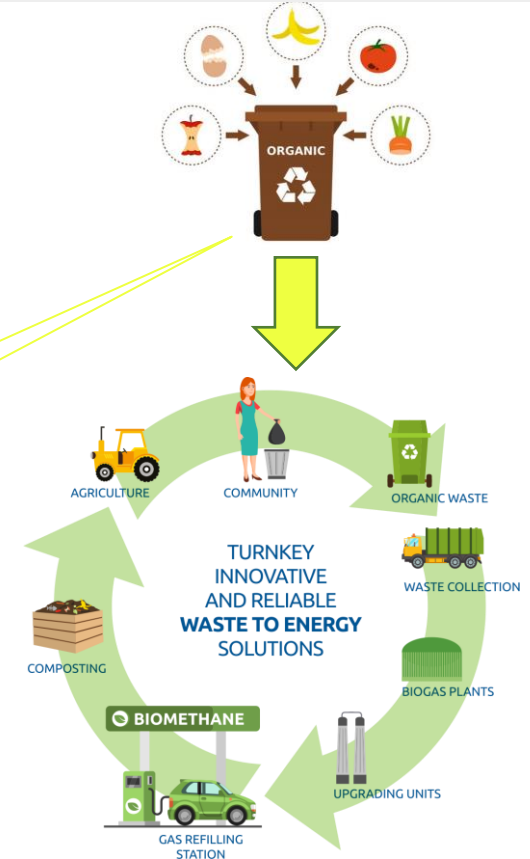 ORGANIC
AGRICULTURE
COMMUNITY
ORGANIC WASTE
TURNKEY
INNOVATIVE
AND RELIABLE
WASTE TO ENERGY
SOLUTIONS
WASTE COLLECTION
COMPOSTING
BIOGAS PLANTS
BIOMETHANE
UPGRADING UNITS
GAS REFILLING
STATION